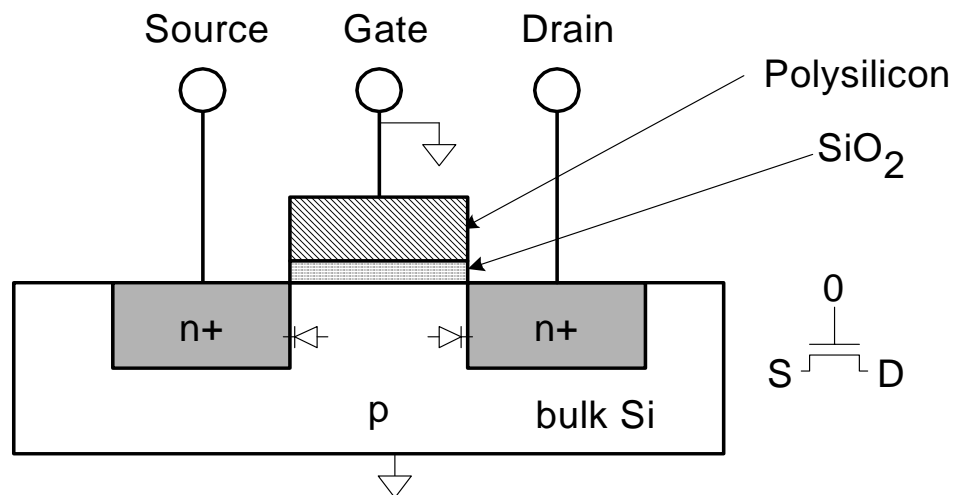 Source Gate Drain
Polysilicon
SiO2
0
n+ n+
S D
p bulk Si